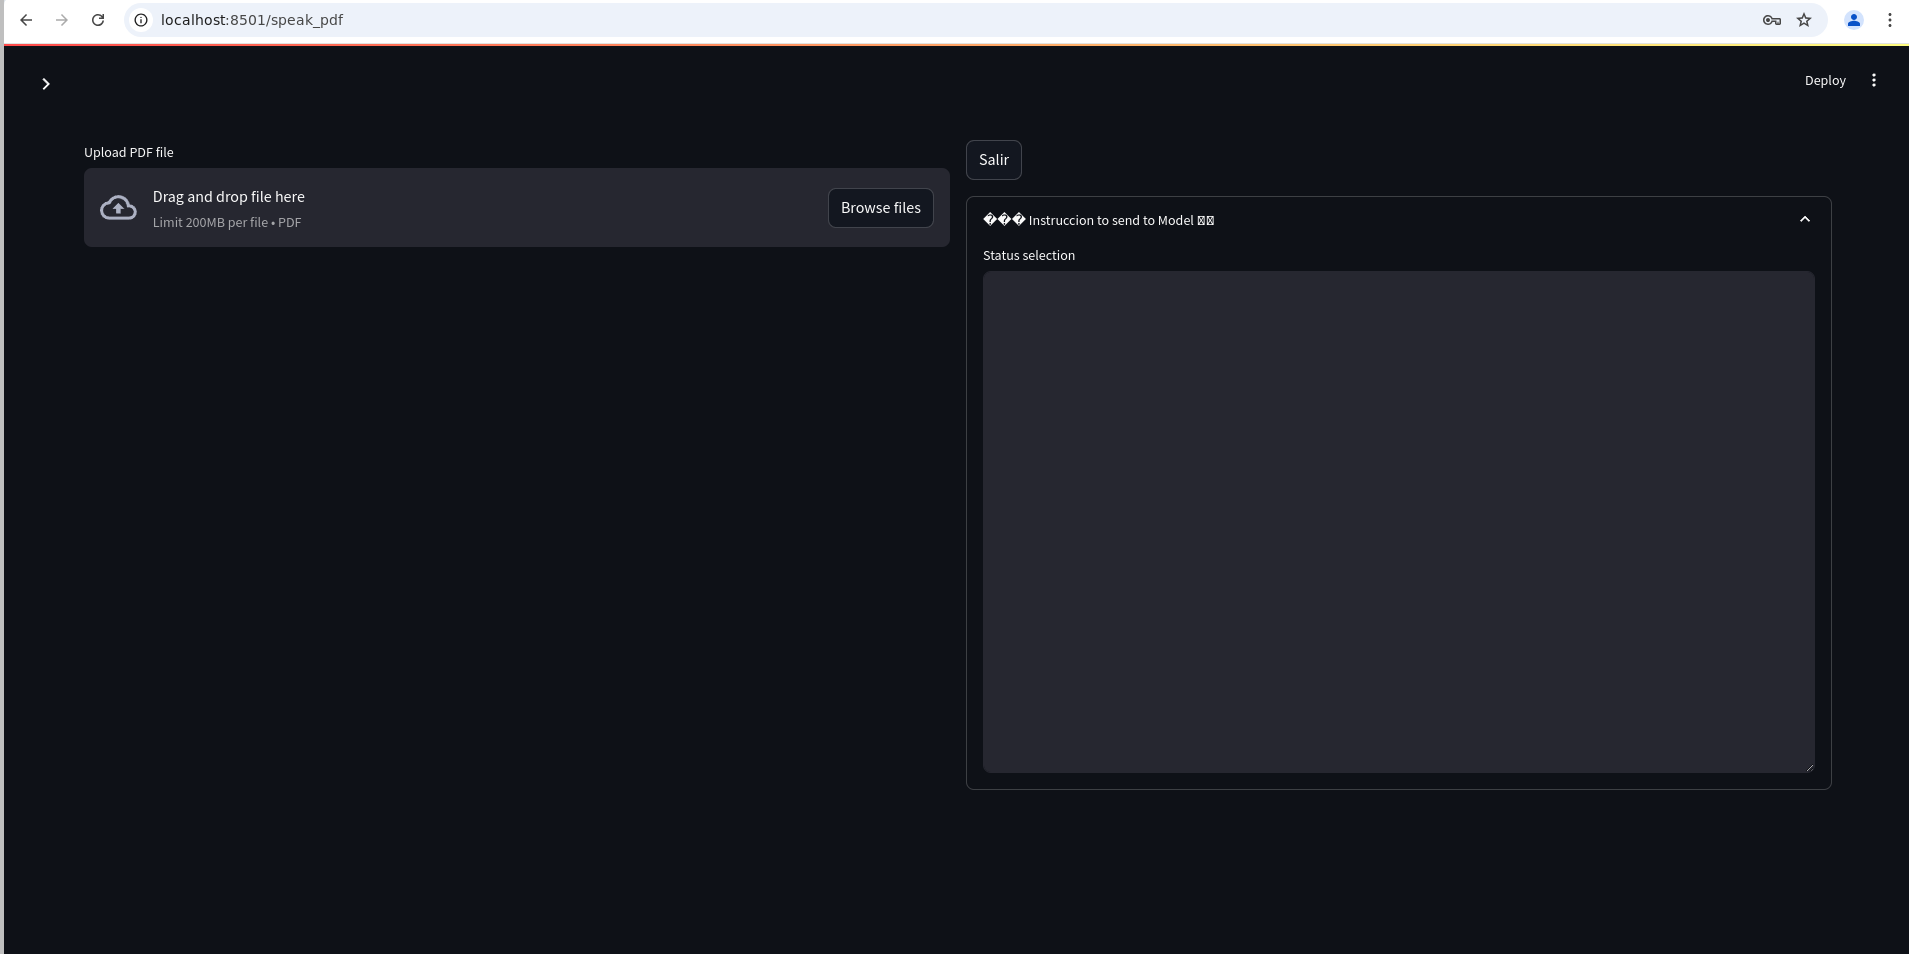 localhost:8501/speak_pdf
Deploy
Upload PDF file
Drag and drop file here
Limit 200MB per file • PDF
Browse files
Salir
��� Instruccion to send to Model
Status selection